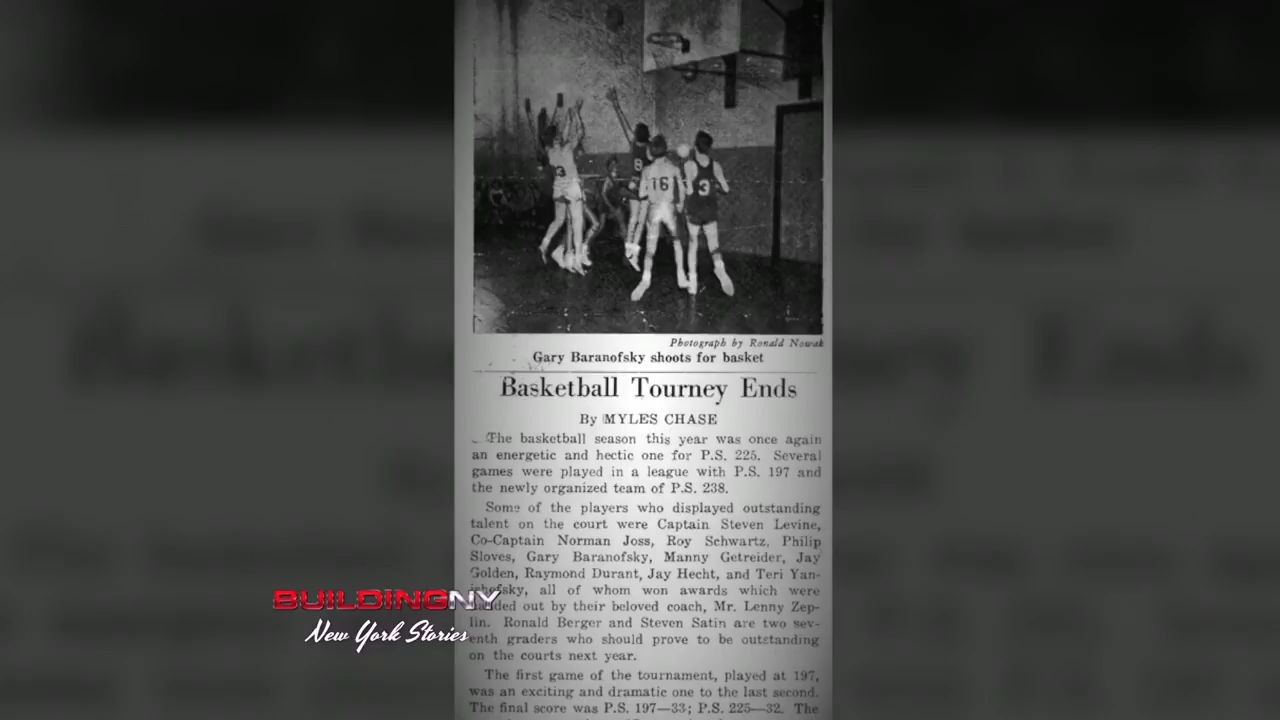 8
3
16
3
Photograph by Ronald Nowak
Gary Baranofsky shoots for basket
Basketball Tourney Ends
By MYLES CHASE
The basketball season this year was once again
an energetic and hectic one for P.S. 225. Several
games were played in a league with P.S. 197 and
the newly organized team of P.S. 238.
Some of the players who displayed outstanding
talent on the court were Captain Steven Levine,
Co-Captain Norman Joss, Roy Schwartz, Philip
Sloves, Gary Baranofsky, Manny Getreider, Jay
Golden, Raymond Durant, Jay Hecht, and Teri Yan-
all of whom won awards which were
out by their beloved coach, Mr. Lenny Zep-
lin. Ronald Berger and Steven Satin are two sev-
enth graders who should prove to be outstanding
on the courts next year.
The first game of the tournament, played at 197,
was an exciting and dramatic one to the last second.
The final score was P.S. 197—33; P.S. 225—32. The
BUILDINGNY
New York Stories